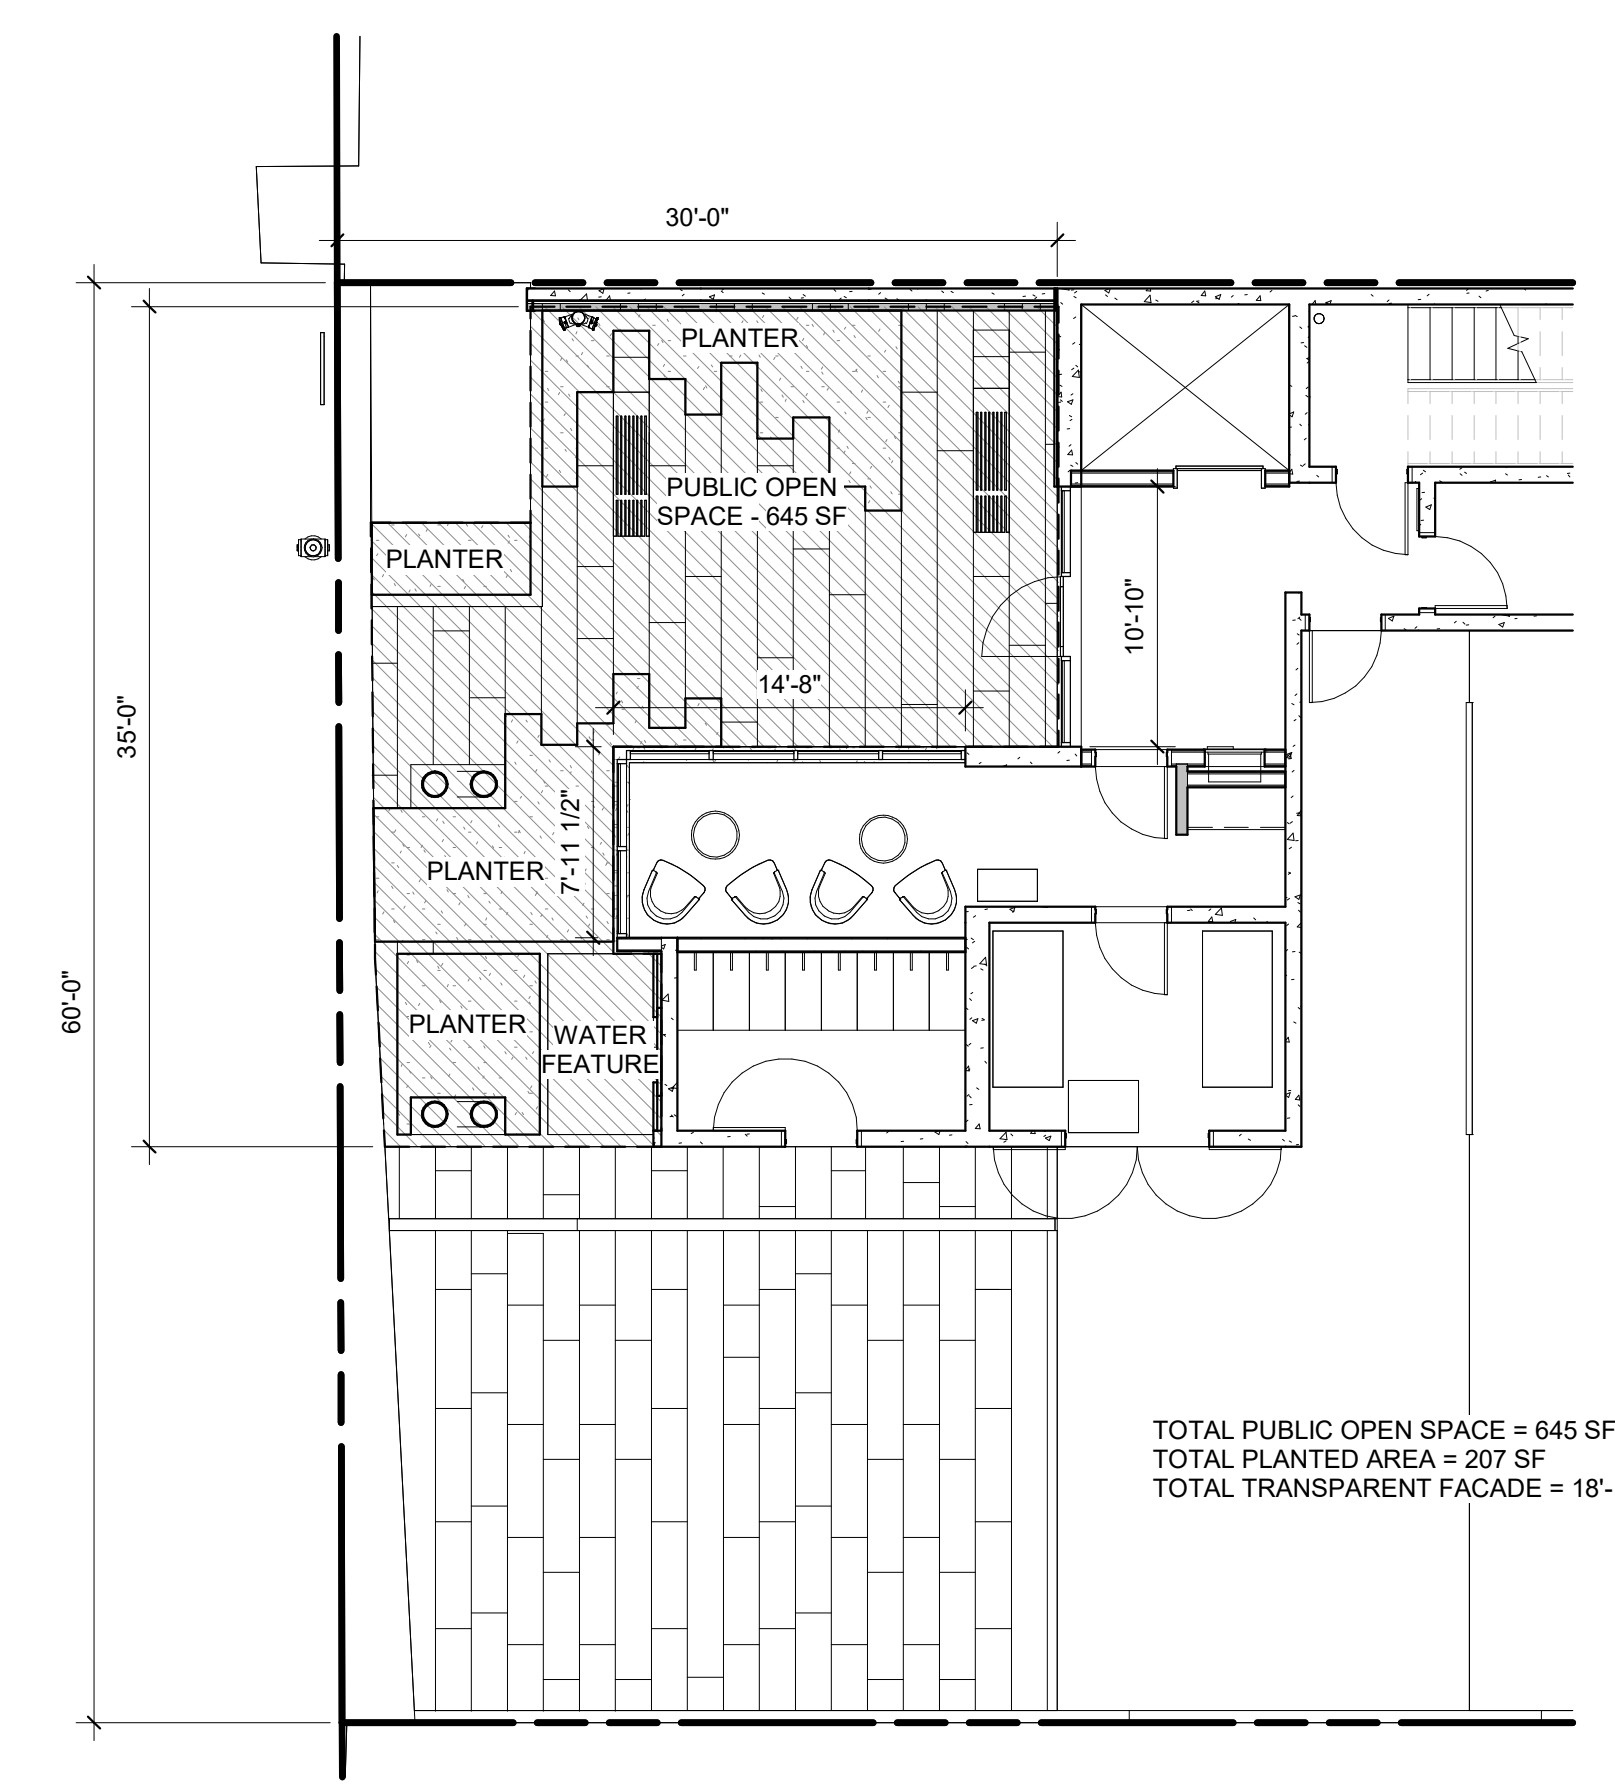 30'-0"
PLANTER
PUBLIC OPEN
SPACE - 645 SF
PLANTER
10'-10"
14'-8"
35'-0"
7'-11 1/2"
PLANTER
60'-0"
PLANTER
WATER
FEATURE
TOTAL PUBLIC OPEN SPACE = 645 SF
TOTAL PLANTED AREA = 207 SF
TOTAL TRANSPARENT FACADE = 18'-